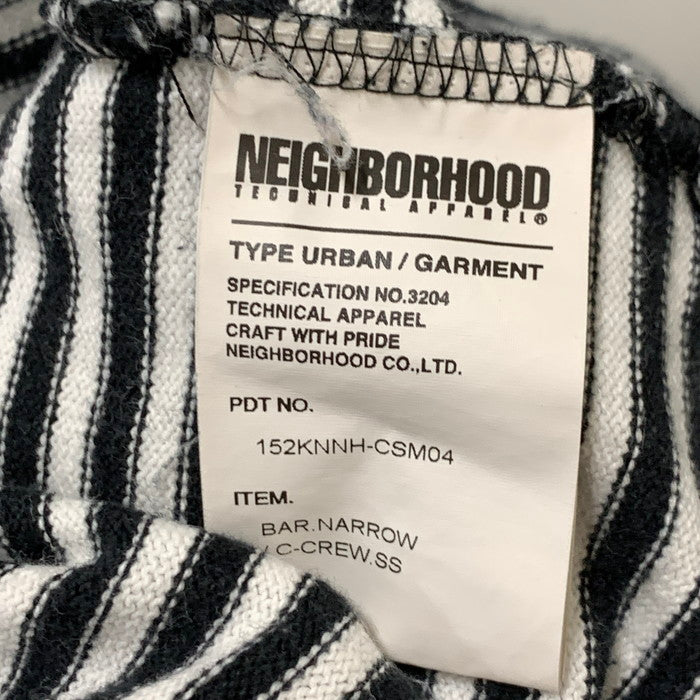 NEIGHBORHOOD
TECHNICAL APPAREL®
TYPE URBAN / GARMENT
SPECIFICATION NO.3204
TECHNICAL APPAREL
CRAFT WITH PRIDE
NEIGHBORHOOD CO.,LTD.
PDT NO.
152KNNH-CSM04
ITEM.
BAR.NARROW
/ C-CREW.SS